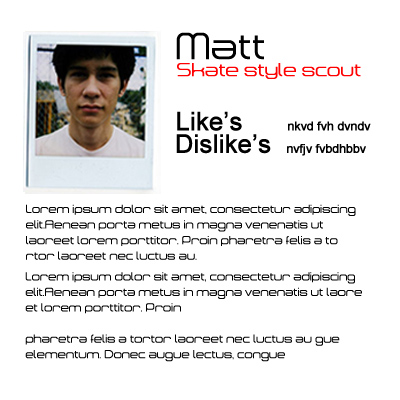 Matt
Skate style scout
Like's nkvd fvh dvndv
Dislike's nvfjv fvbdhbbv
Lorem ipsum dolor sit amet, consectetur adipiscing
elit.Aenean porta metus in magna venenatis ut
laoreet lorem porttitor. Proin pharetra felis a to
rtor laoreet nec luctus au.
Lorem ipsum dolor sit amet, consectetur adipiscing
elit.Aenean porta metus in magna venenatis ut laore
et lorem porttitor. Proin
pharetra felis a tortor laoreet nec luctus au gue
elementum. Donec augue lectus, congue